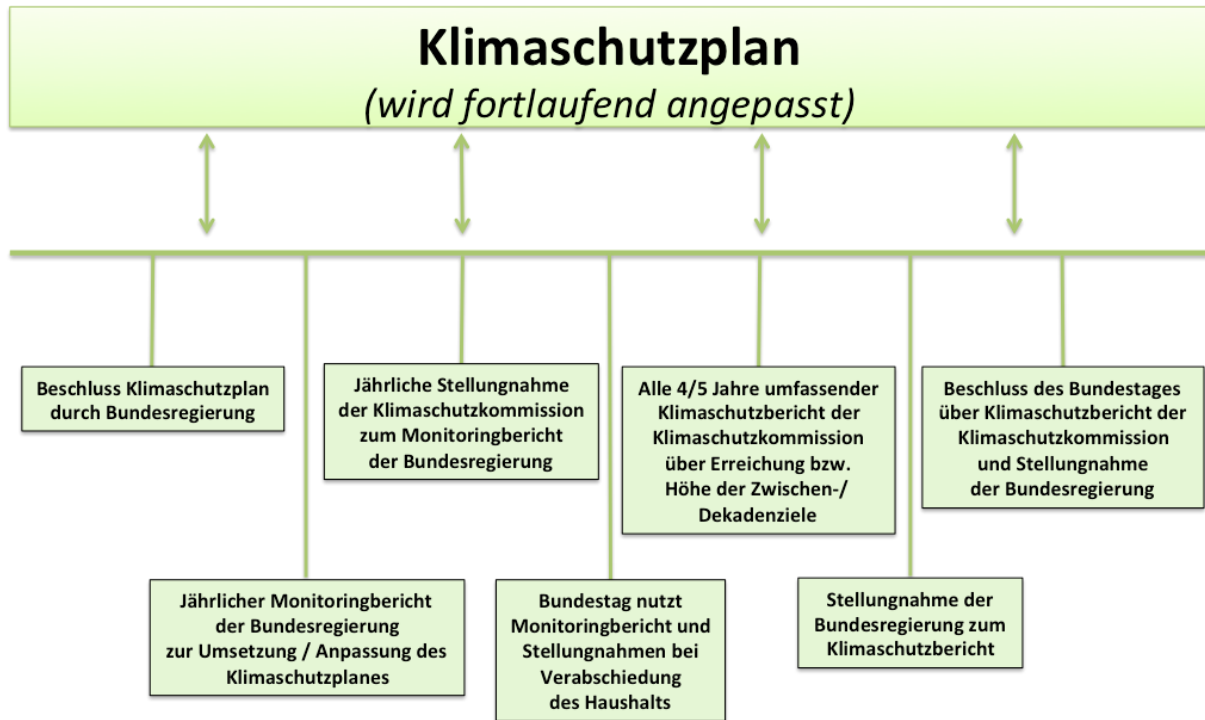 Klimaschutzplan
(wird fortlaufend angepasst)
Beschluss Klimaschutzplan
durch Bundesregierung
Jährliche Stellungnahme
der Klimaschutzkommission
zum Monitoringbericht
der Bundesregierung
Alle 4/5 Jahre umfassender
Klimaschutzbericht der
Klimaschutzkommission
über Erreichung bzw.
Höhe der Zwischen-/
Dekadenziele
Beschluss des Bundestages
über Klimaschutzbericht der
Klimaschutzkommission
und Stellungnahme
der Bundesregierung
Jährlicher Monitoringbericht
der Bundesregierung
zur Umsetzung / Anpassung des
Klimaschutzplanes
Bundestag nutzt
Monitoringbericht und
Stellungnahmen bei
Verabschiedung
des Haushalts
Stellungnahme der
Bundesregierung zum
Klimaschutzbericht